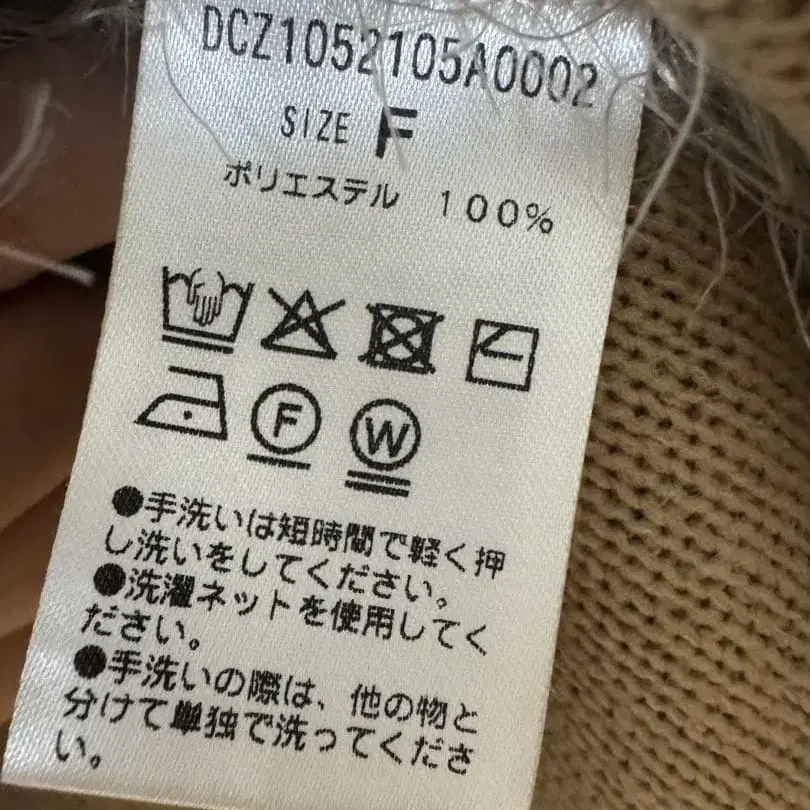 DCZ1052105A0002
SIZE F
ポリエステル 100%
F W
●手洗いは短時間で軽く押
し洗いをしてください。
●洗濯ネットを使用してく
ださい。
●手洗いの際は、他の物と
分けて単独で洗ってくださ
い。